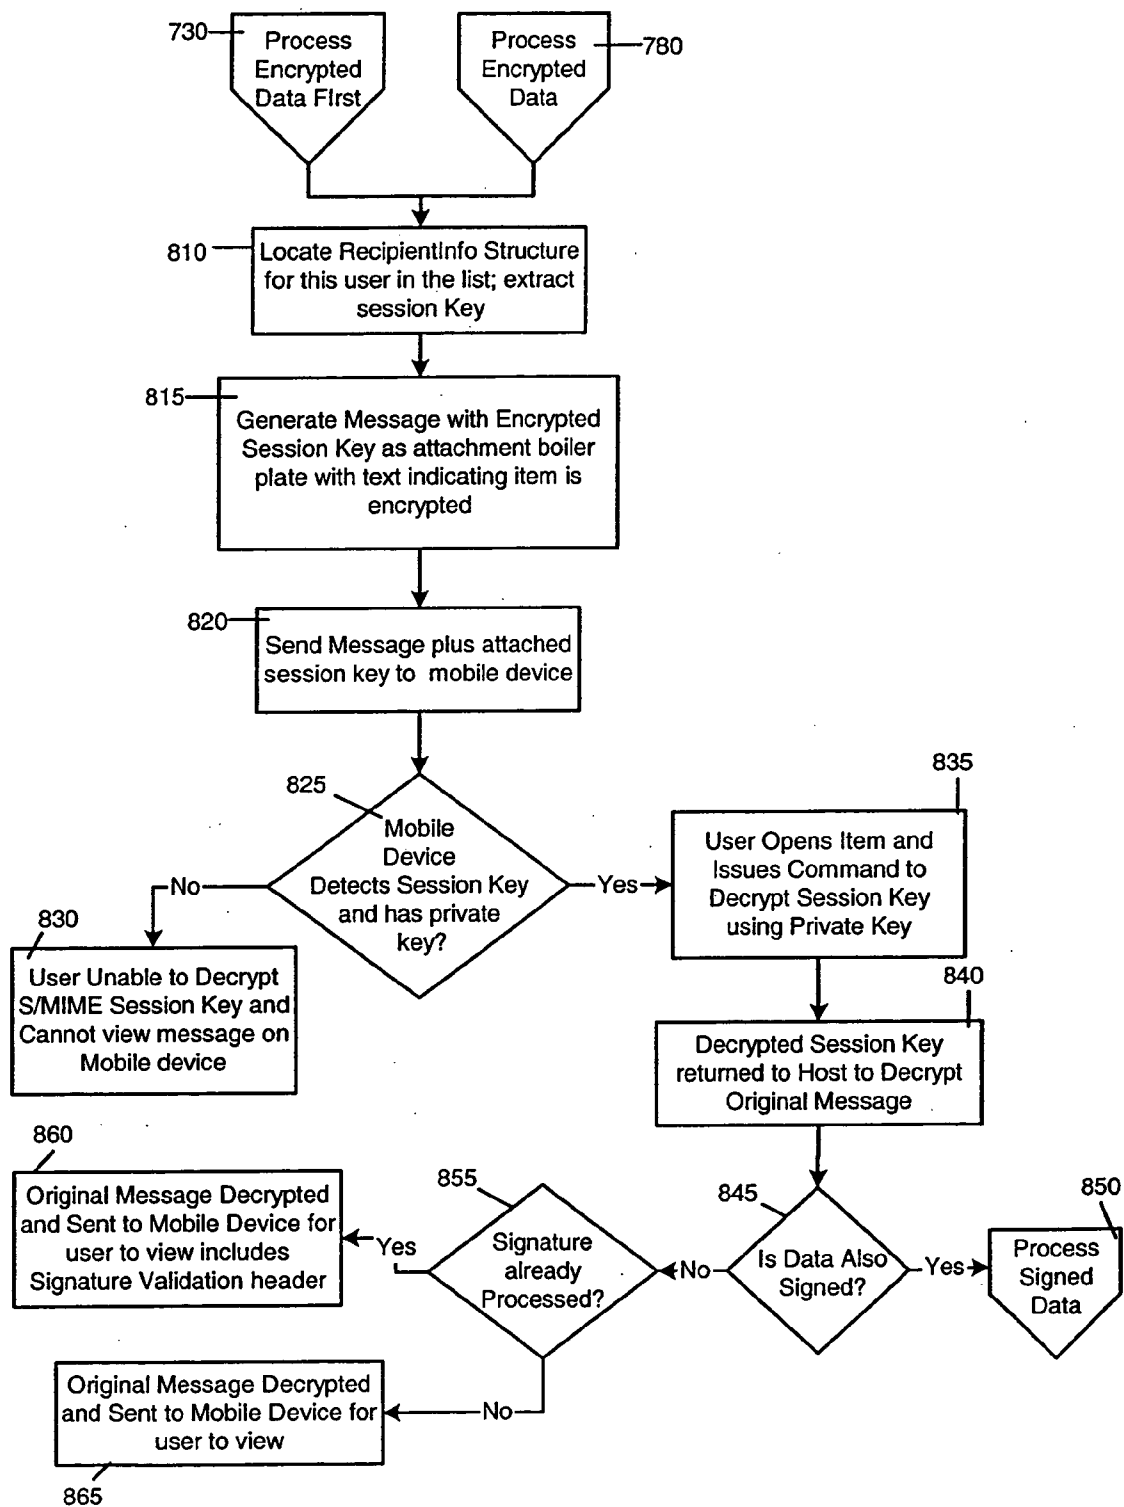 730
Process
Encrypted
Data FIrst
Process
Encrypted
Data
780
810
Locate RecipientInfo Structure
for this user in the list; extract
session Key
815
Generate Message with Encrypted
Session Key as attachment boiler
plate with text indicating item is
encrypted
820
Send Message plus attached
session key to mobile device
825
Mobile
Device
Detects Session Key
and has private
key?
No
Yes
830
User Unable to Decrypt
S/MIME Session Key and
Cannot view message on
Mobile device
835
User Opens Item and
Issues Command to
Decrypt Session Key
using Private Key
840
Decrypted Session Key
returned to Host to Decrypt
Original Message
845
Is Data Also
Signed?
Yes
850
Process
Signed
Data
No
855
Signature
already
Processed?
Yes
860
Original Message Decrypted
and Sent to Mobile Device for
user to view includes
Signature Validation header
No
Original Message Decrypted
and Sent to Mobile Device for
user to view
865